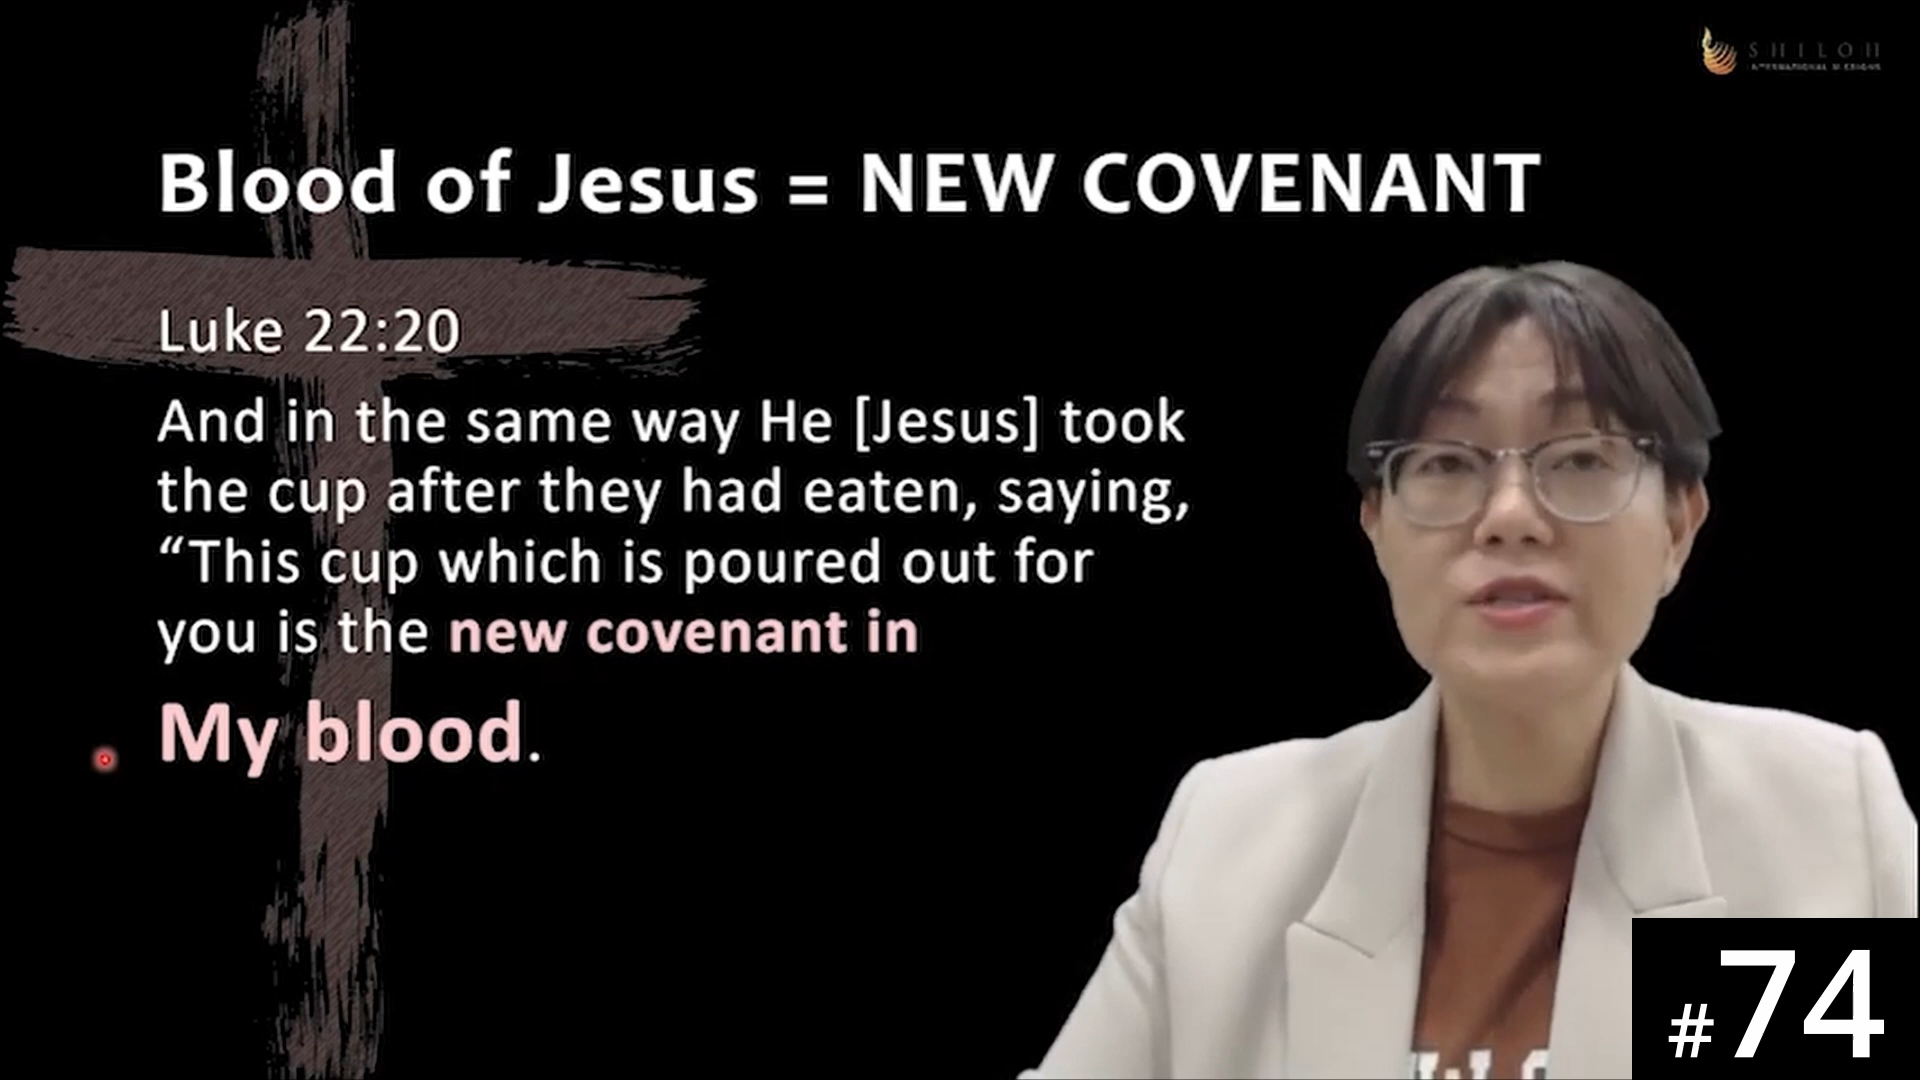 SHILOH
INTERNATIONAL MISSIONS
Blood of Jesus = NEW COVENANT
Luke 22:20
And in the same way He [Jesus] took
the cup after they had eaten, saying,
“This cup which is poured out for
you is the new covenant in
My blood.
#74